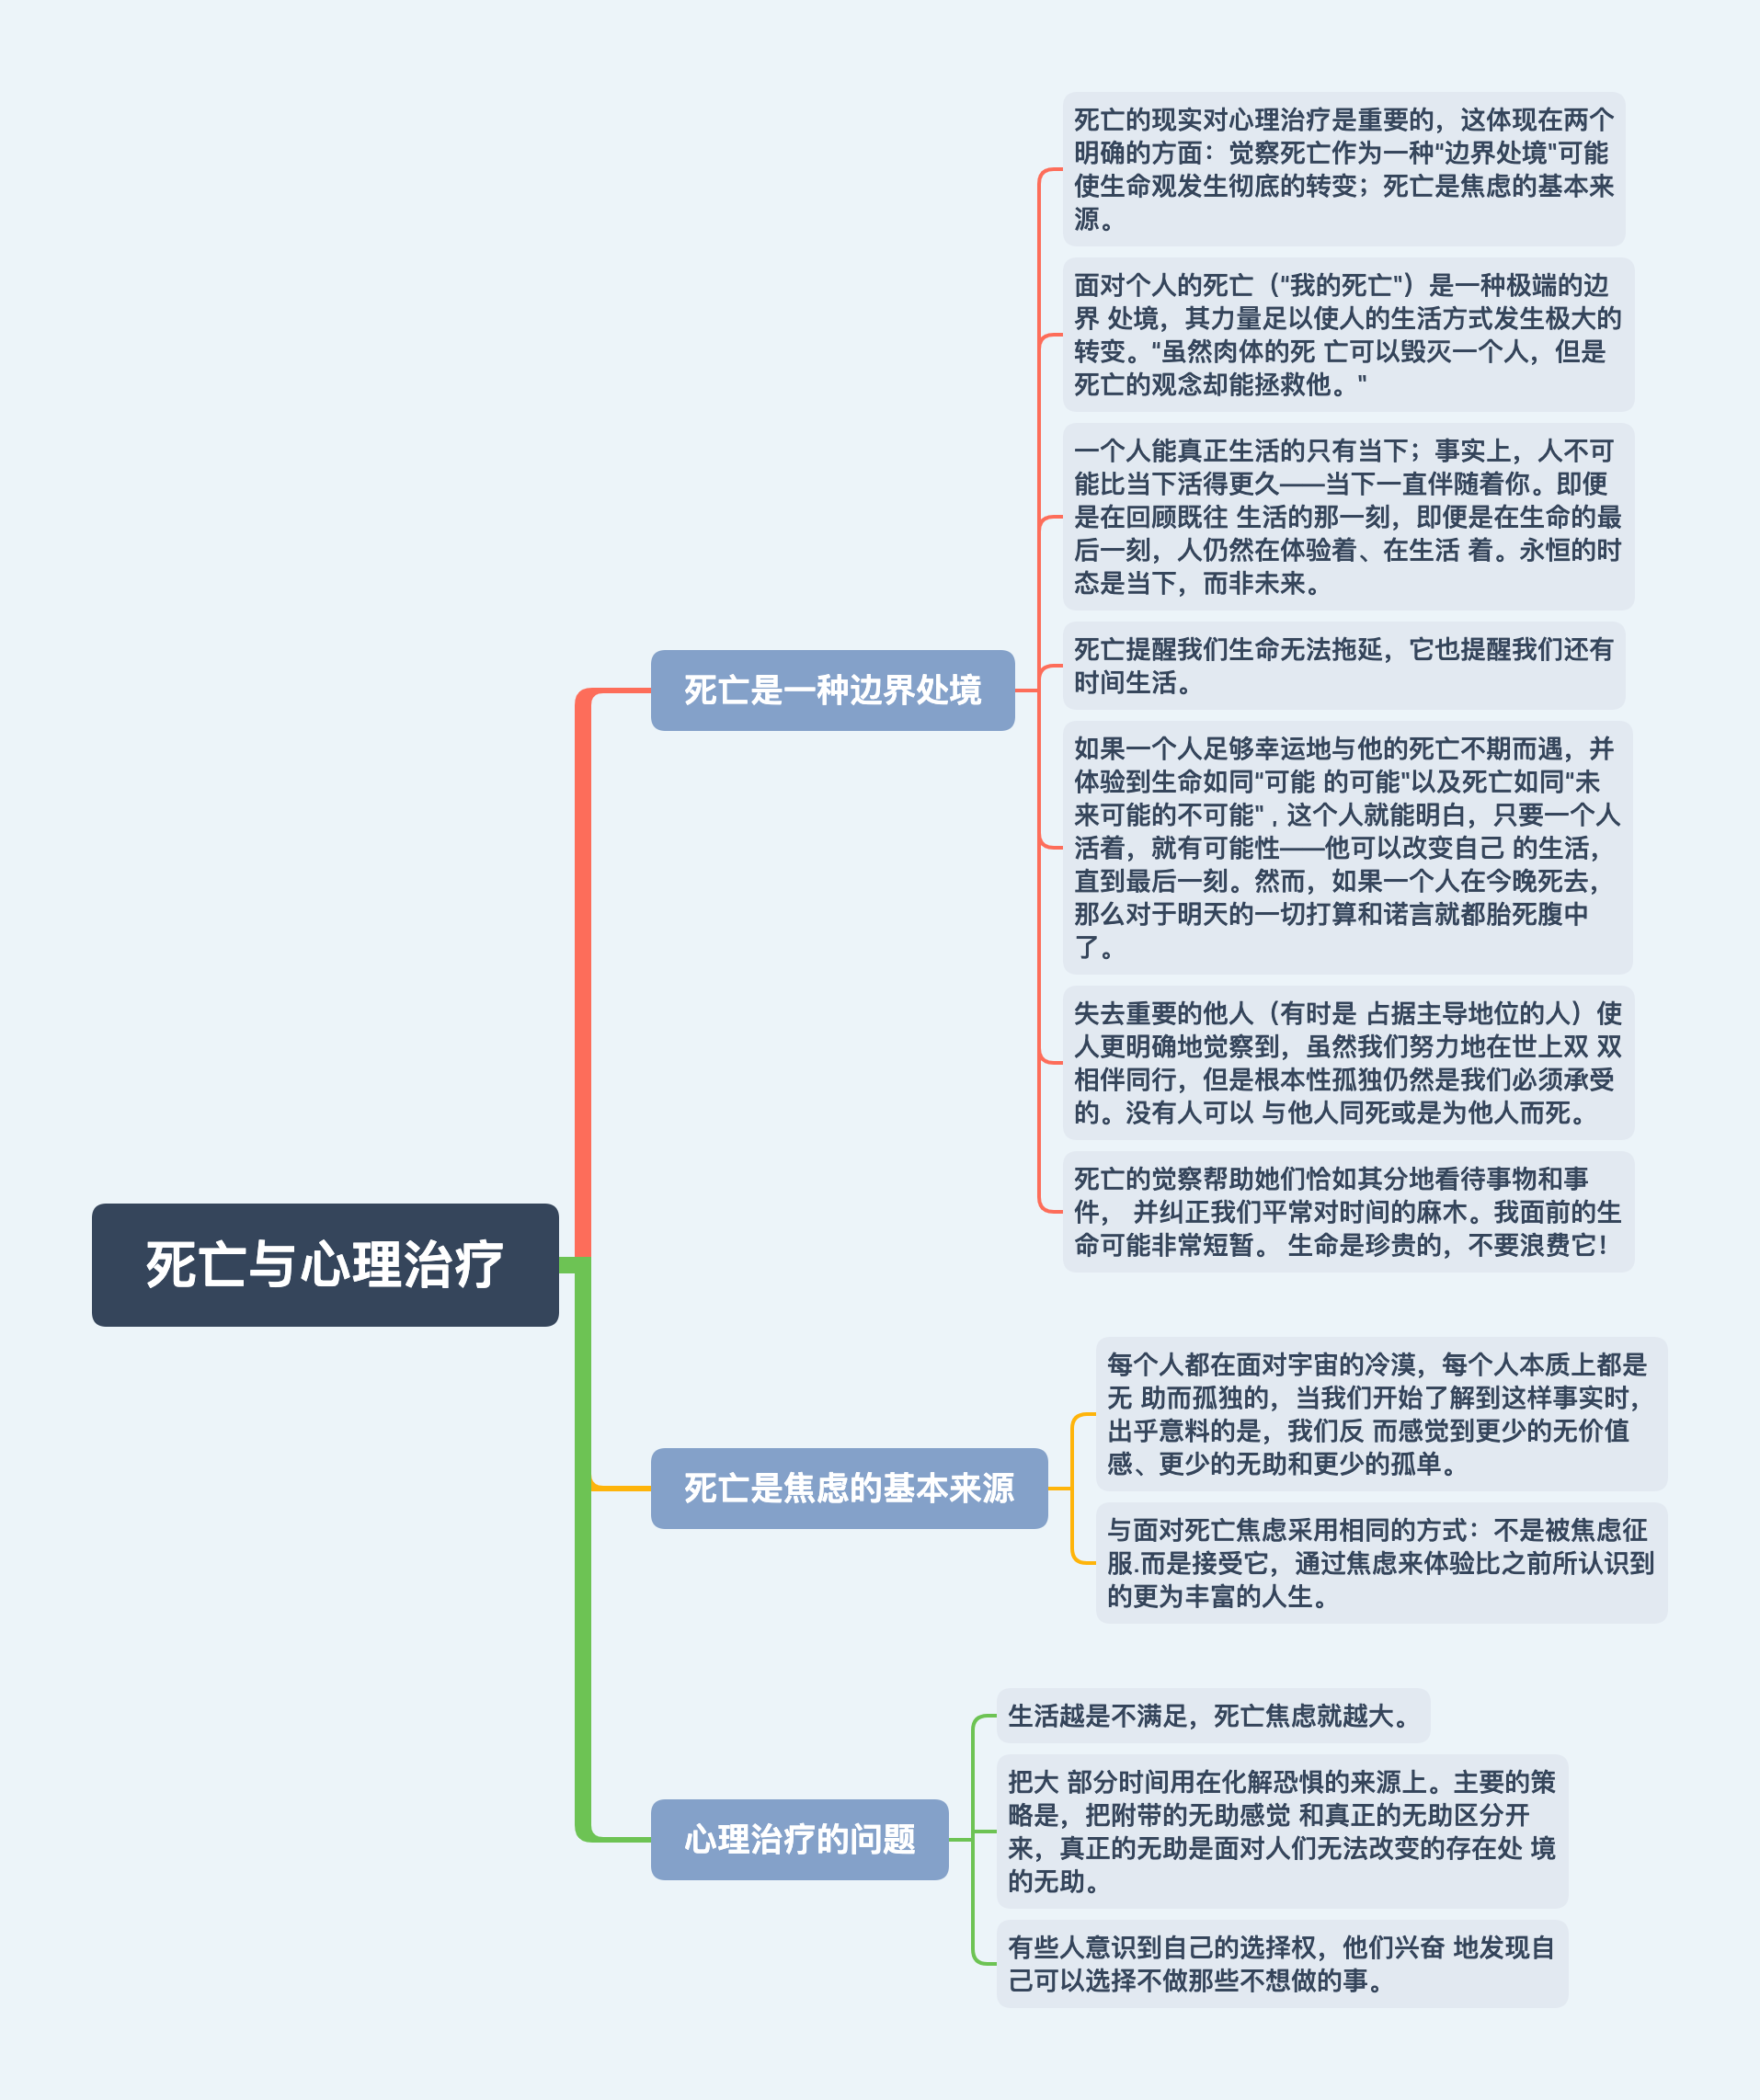 死亡与心理治疗
死亡是一种边界处境
死亡的现实对心理治疗是重要的，这体现在两个
明确的方面：觉察死亡作为一种"边界处境"可能
使生命观发生彻底的转变；死亡是焦虑的基本来
源。
面对个人的死亡（"我的死亡"）是一种极端的边
界 处境，其力量足以使人的生活方式发生极大的
转变。"虽然肉体的死 亡可以毁灭一个人，但是
死亡的观念却能拯救他。"
一个人能真正生活的只有当下；事实上，人不可
能比当下活得更久——当下一直伴随着你。即便
是在回顾既往 生活的那一刻，即便是在生命的最
后一刻，人仍然在体验着、在生活 着。永恒的时
态是当下，而非未来。
死亡提醒我们生命无法拖延，它也提醒我们还有
时间生活。
如果一个人足够幸运地与他的死亡不期而遇，并
体验到生命如同"可能 的可能"以及死亡如同"未
来可能的不可能" , 这个人就能明白，只要一个人
活着，就有可能性——他可以改变自己 的生活，
直到最后一刻。然而，如果一个人在今晚死去，
那么对于明天的一切打算和诺言就都胎死腹中
了。
失去重要的他人（有时是 占据主导地位的人）使
人更明确地觉察到，虽然我们努力地在世上双 双
相伴同行，但是根本性孤独仍然是我们必须承受
的。没有人可以 与他人同死或是为他人而死。
死亡的觉察帮助她们恰如其分地看待事物和事
件， 并纠正我们平常对时间的麻木。我面前的生
命可能非常短暂。 生命是珍贵的，不要浪费它！
死亡是焦虑的基本来源
每个人都在面对宇宙的冷漠，每个人本质上都是
无 助而孤独的，当我们开始了解到这样事实时，
出乎意料的是，我们反 而感觉到更少的无价值
感、更少的无助和更少的孤单。
与面对死亡焦虑采用相同的方式：不是被焦虑征
服.而是接受它，通过焦虑来体验比之前所认识到
的更为丰富的人生。
心理治疗的问题
生活越是不满足，死亡焦虑就越大。
把大 部分时间用在化解恐惧的来源上。主要的策
略是，把附带的无助感觉 和真正的无助区分开
来，真正的无助是面对人们无法改变的存在处 境
的无助。
有些人意识到自己的选择权，他们兴奋 地发现自
己可以选择不做那些不想做的事。